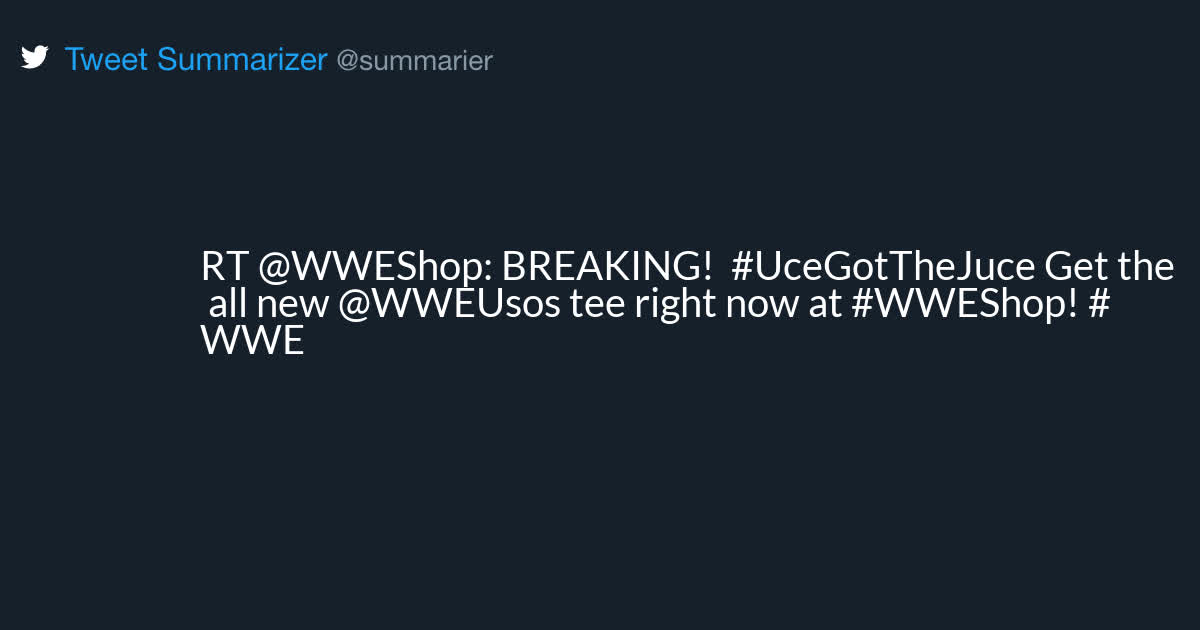 Tweet Summarizer @summarier
RT @WWEShop: BREAKING!  #UceGotTheJuce Get the
all new @WWEUsos tee right now at #WWEShop! #
WWE